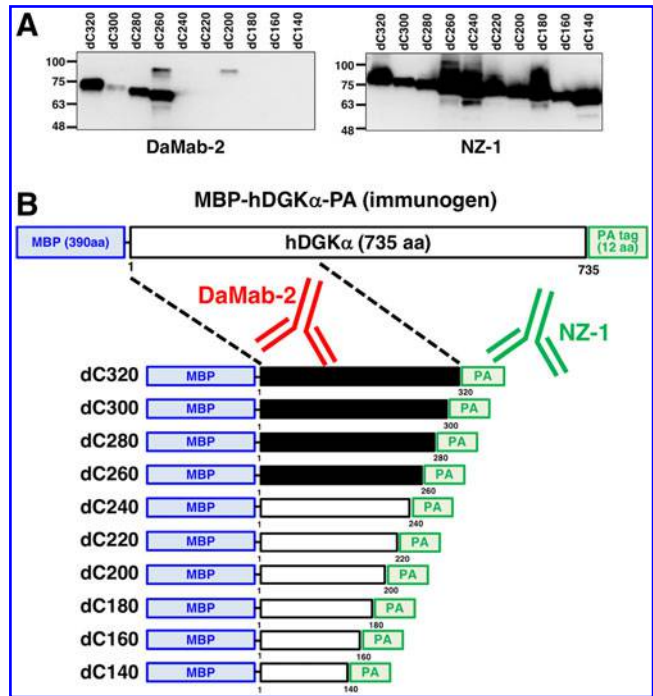 A
dC320 dC300 dC280 dC260 dC240 dC220 dC200 dC180 dC160 dC140
dC320 dC300 dC280 dC260 dC240 dC220 dC200 dC180 dC160 dC140
100
75
63
48
100
75
63
48
DaMab-2
NZ-1
B
MBP-hDGKα-PA (immunogen)
MBP (390aa)
hDGKα (735 aa)
PA tag
(12 aa)
1
735
DaMab-2
NZ-1
dC320 MBP PA
1 320
dC300 MBP PA
1 300
dC280 MBP PA
1 280
dC260 MBP PA
1 260
dC240 MBP PA
1 240
dC220 MBP PA
1 220
dC200 MBP PA
1 200
dC180 MBP PA
1 180
dC160 MBP PA
1 160
dC140 MBP PA
1 140